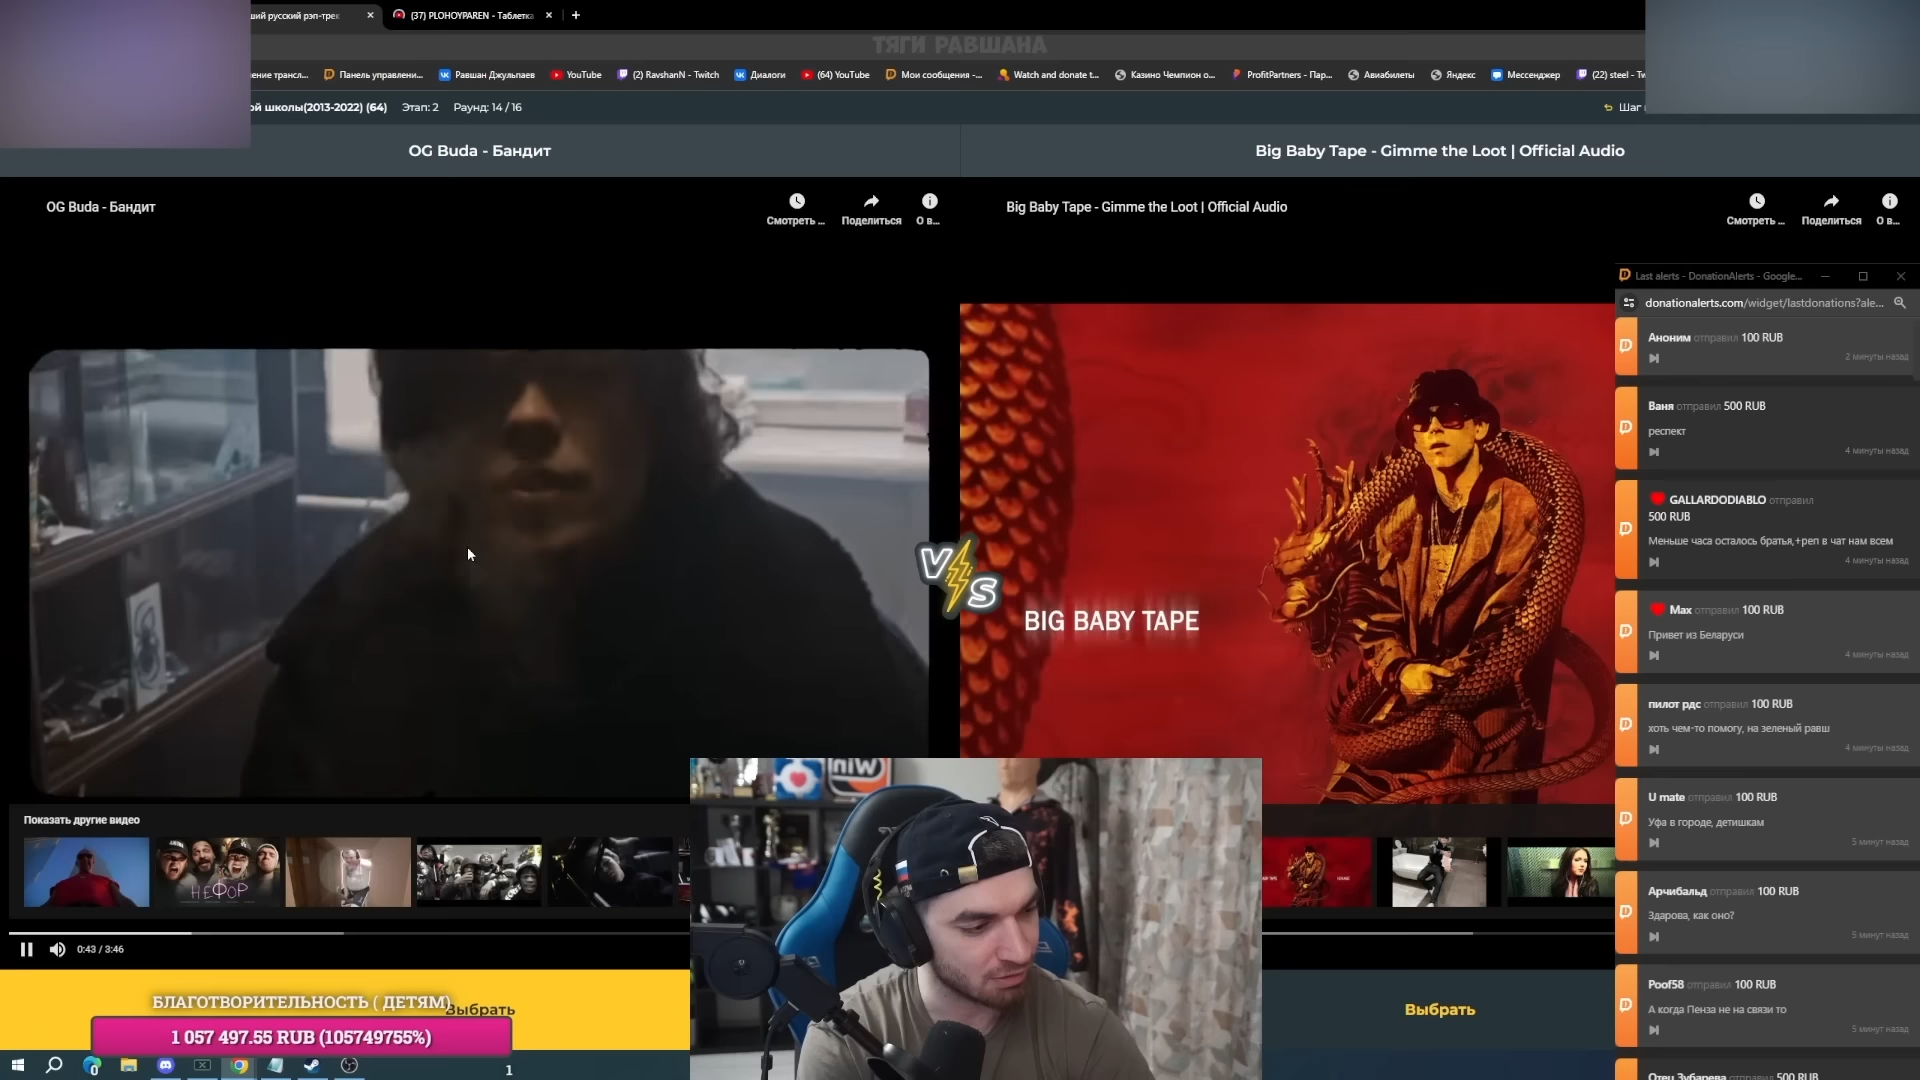 ший русский рэп-трек
(37) PLOHOYPAREN - Таблетка
ТЯГИ РАВШАНА
ение трансл...
Панель управлени...
Равшан Джульпаев
YouTube
(2) RavshanN - Twitch
Диалоги
(64) YouTube
Мои сообщения -...
Watch and donate t...
Казино Чемпион о...
ProfitPartners - Пар...
Авиабилеты
Яндекс
Мессенджер
(22) steel - Tw
ой школы(2013-2022) (64)
Этап: 2
Раунд: 14 / 16
Шаг
OG Buda - Бандит
Big Baby Tape - Gimme the Loot | Official Audio
OG Buda - Бандит
Смотреть ...
Поделиться
О в...
Big Baby Tape - Gimme the Loot | Official Audio
Смотреть ...
Поделиться
О в...
Last alerts - DonationAlerts - Google...
donationalerts.com/widget/lastdonations?ale...
Аноним отправил 100 RUB
2 минуты назад
Ваня отправил 500 RUB
респект
4 минуты назад
GALLARDODIABLO отправил
500 RUB
Меньше часа осталось братья,+реп в чат нам всем
4 минуты назад
Max отправил 100 RUB
Привет из Беларуси
4 минуты назад
пилот рдс отправил 100 RUB
хоть чем-то помогу, на зеленый равш
4 минуты назад
U mate отправил 100 RUB
Уфа в городе, детишкам
5 минут назад
Арчибальд отправил 100 RUB
Здарова, как оно?
5 минут назад
Poof58 отправил 100 RUB
А когда Пенза не на связи то
5 минут назад
Отец Зубарева отправил 500 RUB
VS
BIG BABY TAPE
Показать другие видео
НЕФОР
0:43 / 3:46
БЛАГОТВОРИТЕЛЬНОСТЬ ( ДЕТЯМ)
Выбрать
1 057 497.55 RUB (105749755%)
Выбрать
1